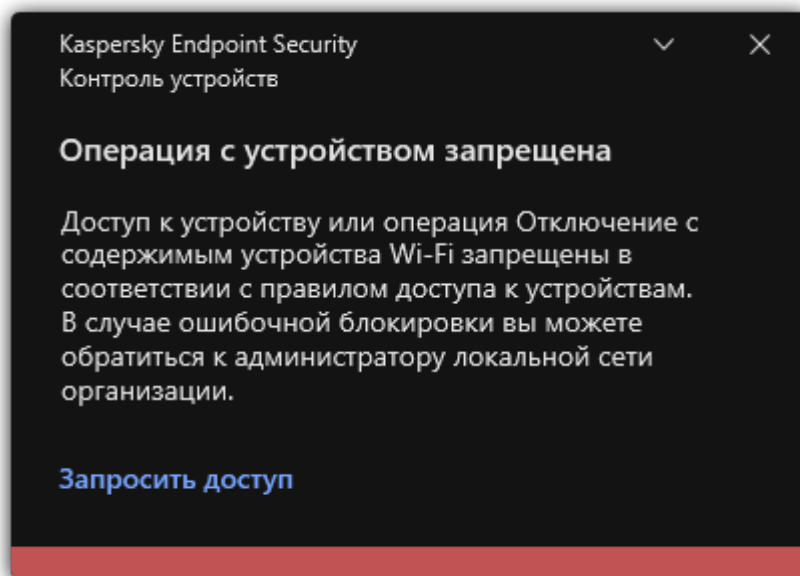 Kaspersky Endpoint Security
Контроль устройств
Операция с устройством запрещена
Доступ к устройству или операция Отключение с
содержимым устройства Wi-Fi запрещены в
соответствии с правилом доступа к устройствам.
В случае ошибочной блокировки вы можете
обратиться к администратору локальной сети
организации.
Запросить доступ